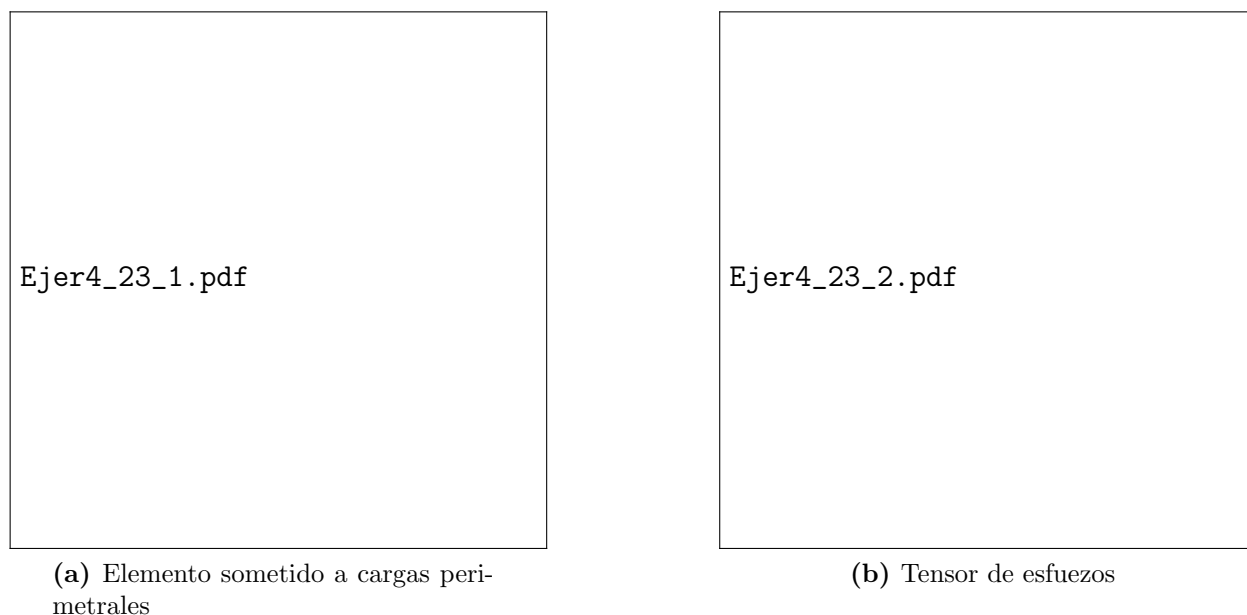 Ejer4_23_1.pdf
Ejer4_23_2.pdf
(a) Elemento sometido a cargas peri-
metrales
(b) Tensor de esfuezos